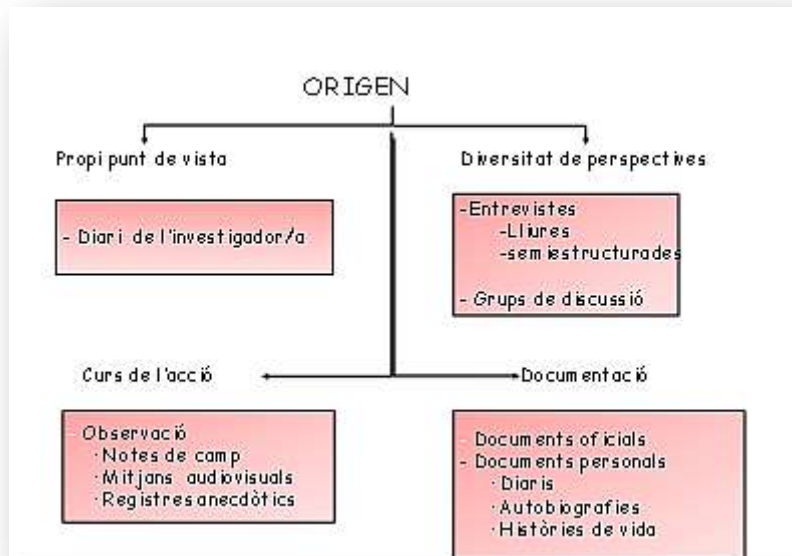 ORIGEN
Propi punt de vista
- Diari de l'investigador/a
Diversitat de perspectives
-Entrevistes
-Lliures
-semiestructurades
- Grups de discussió
Curs de l'acció
Observació
·Notes de camp
·Mitjans audiovisuals
·Registres anecdòtics
Documentació
- Documents oficials
- Documents personals
·Diaris
·Autobiografies
·Històries de vida